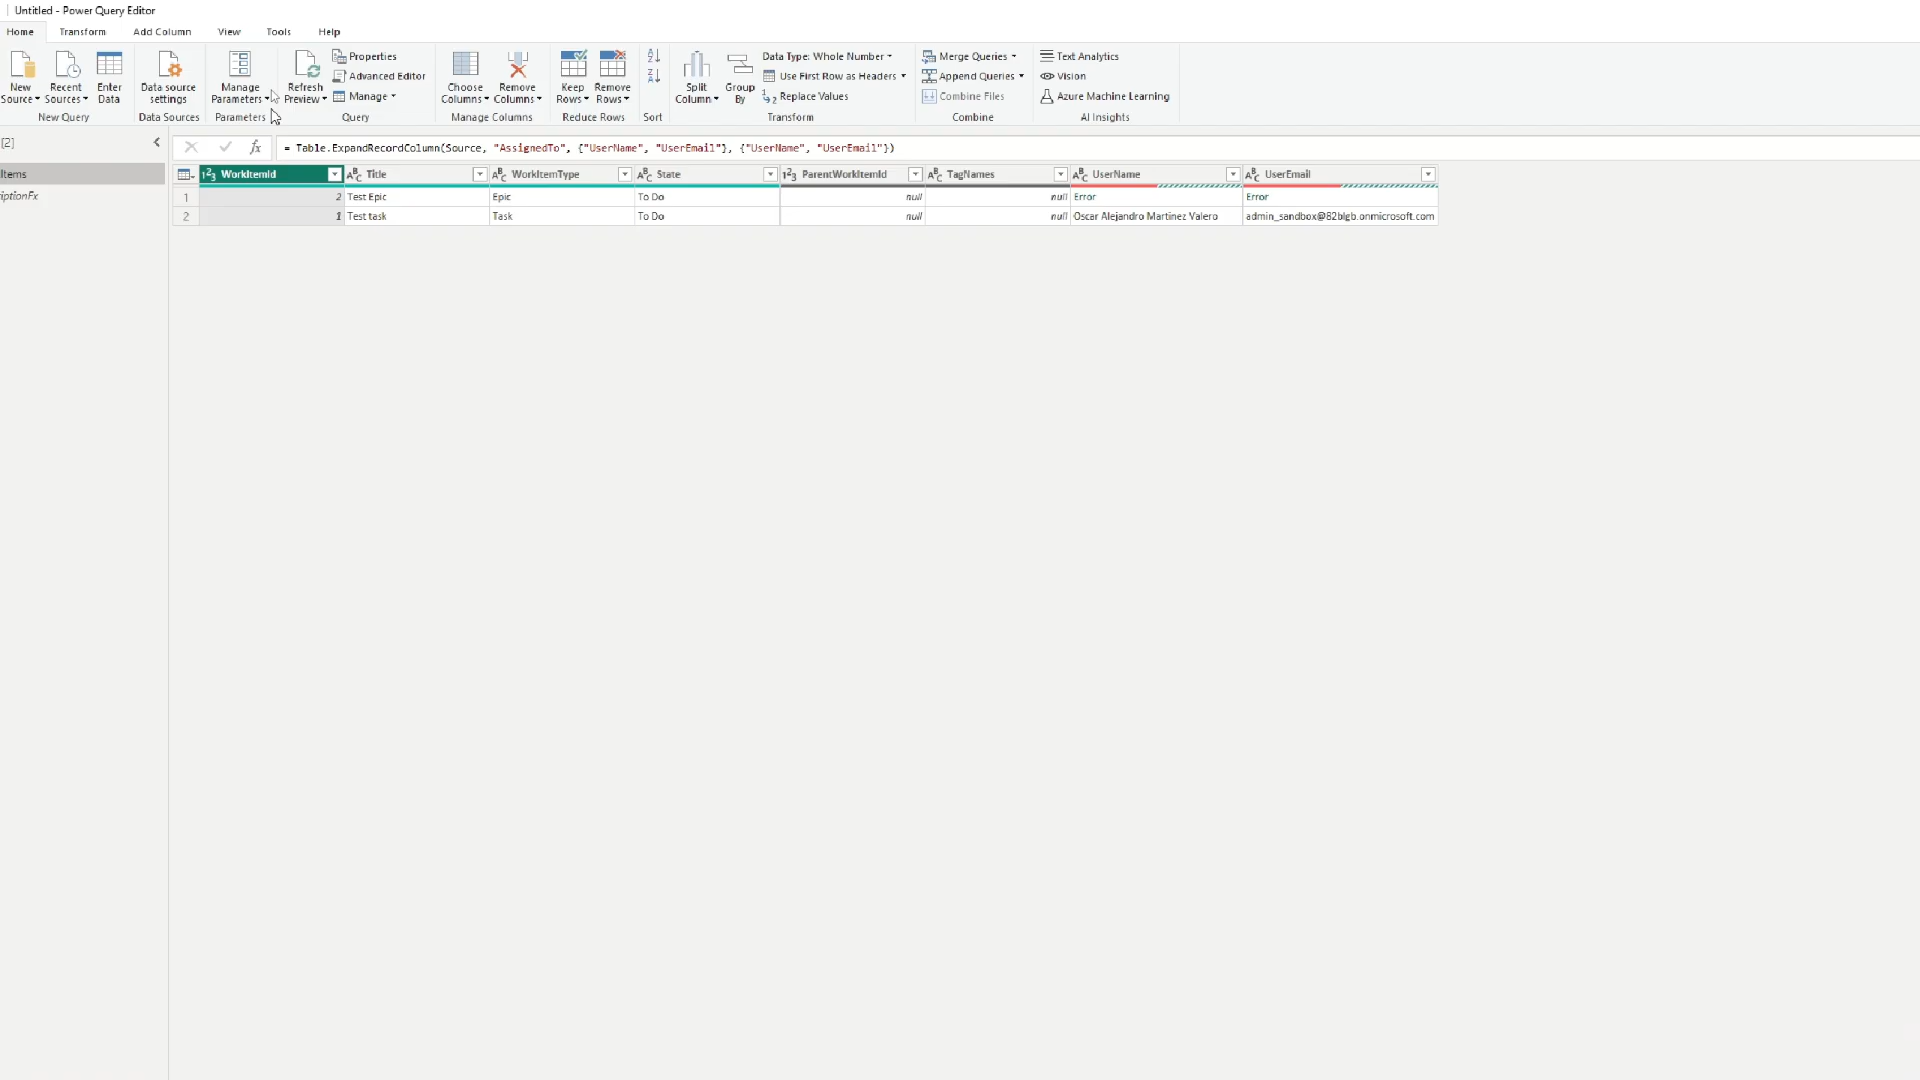 Untitled - Power Query Editor
Home Transform Add Column View Tools Help
New Source
Recent Sources
Enter Data
New Query
Data source settings
Data Sources
Manage Parameters
Parameters
Refresh Preview
Properties
Advanced Editor
Manage
Query
Choose Columns
Remove Columns
Manage Columns
Keep Rows
Remove Rows
Reduce Rows
Sort
Split Column
Group By
Data Type: Whole Number
Use First Row as Headers
Replace Values
Transform
Merge Queries
Append Queries
Combine Files
Combine
Text Analytics
Vision
Azure Machine Learning
AI Insights
[2]
Items
iptionFx
fx = Table.ExpandRecordColumn(Source, "AssignedTo", {"UserName", "UserEmail"}, {"UserName", "UserEmail"})
WorkItemId Title WorkItemType State ParentWorkItemId TagNames UserName UserEmail
1 2 Test Epic Epic To Do null null Error Error
2 1 Test task Task To Do null null Oscar Alejandro Martinez Valero admin_sandbox@82blgb.onmicrosoft.com